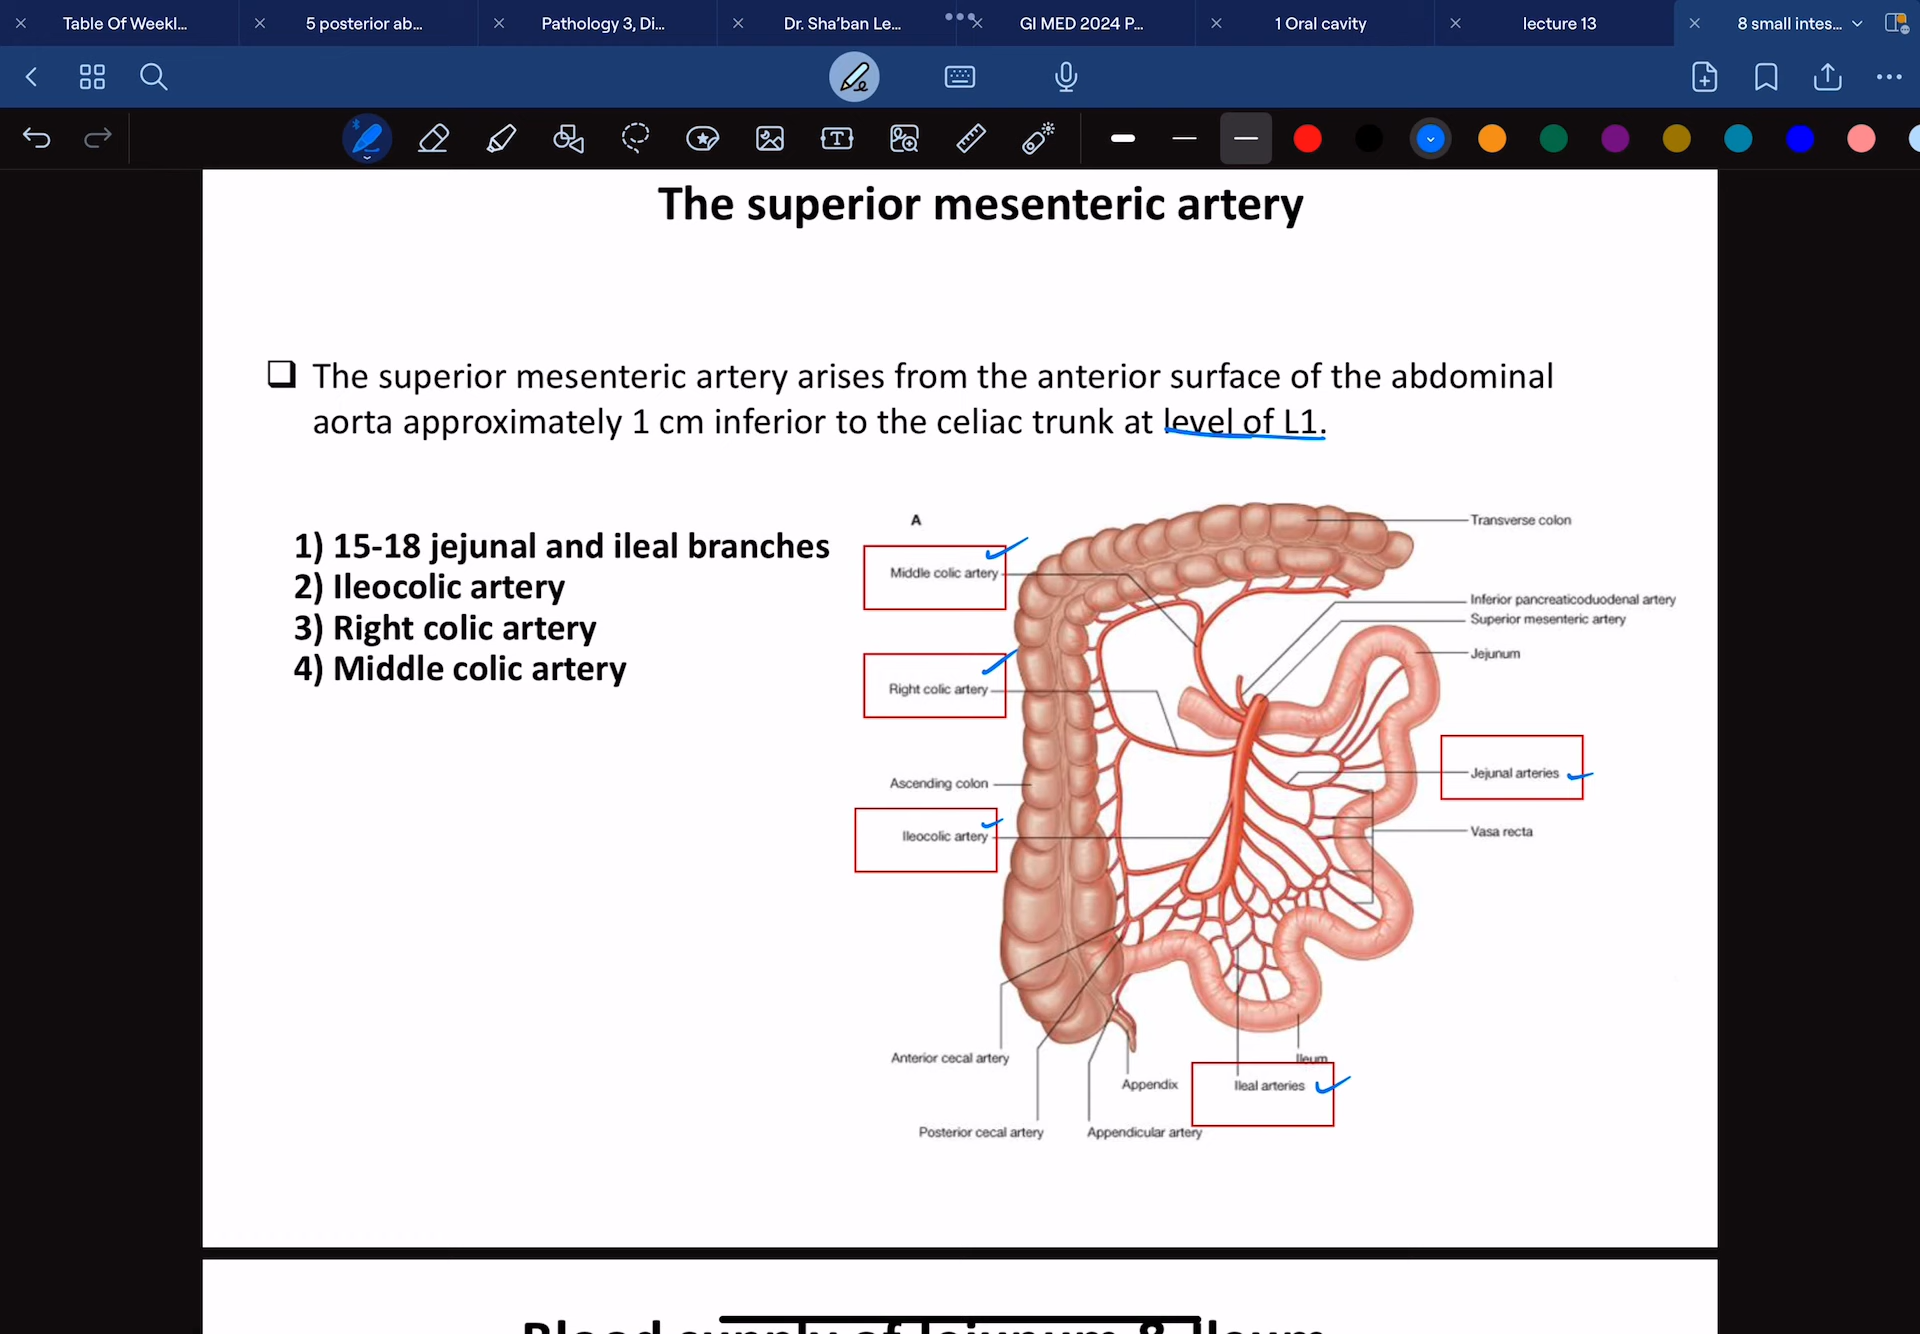 Table Of Weekl...
5 posterior ab...
Pathology 3, Di...
Dr. Sha'ban Le...
GI MED 2024 P...
1 Oral cavity
lecture 13
8 small intes...
The superior mesenteric artery
❑ The superior mesenteric artery arises from the anterior surface of the abdominal
aorta approximately 1 cm inferior to the celiac trunk at level of L1.
1) 15-18 jejunal and ileal branches
2) Ileocolic artery
3) Right colic artery
4) Middle colic artery
A
Transverse colon
Middle colic artery
Inferior pancreaticoduodenal artery
Superior mesenteric artery
Jejunum
Right colic artery
Jejunal arteries
Ascending colon
Vasa recta
Ileocolic artery
Anterior cecal artery
Ileum
Appendix
Ileal arteries
Posterior cecal artery
Appendicular artery
Blood supply of Jejunum & Ileum